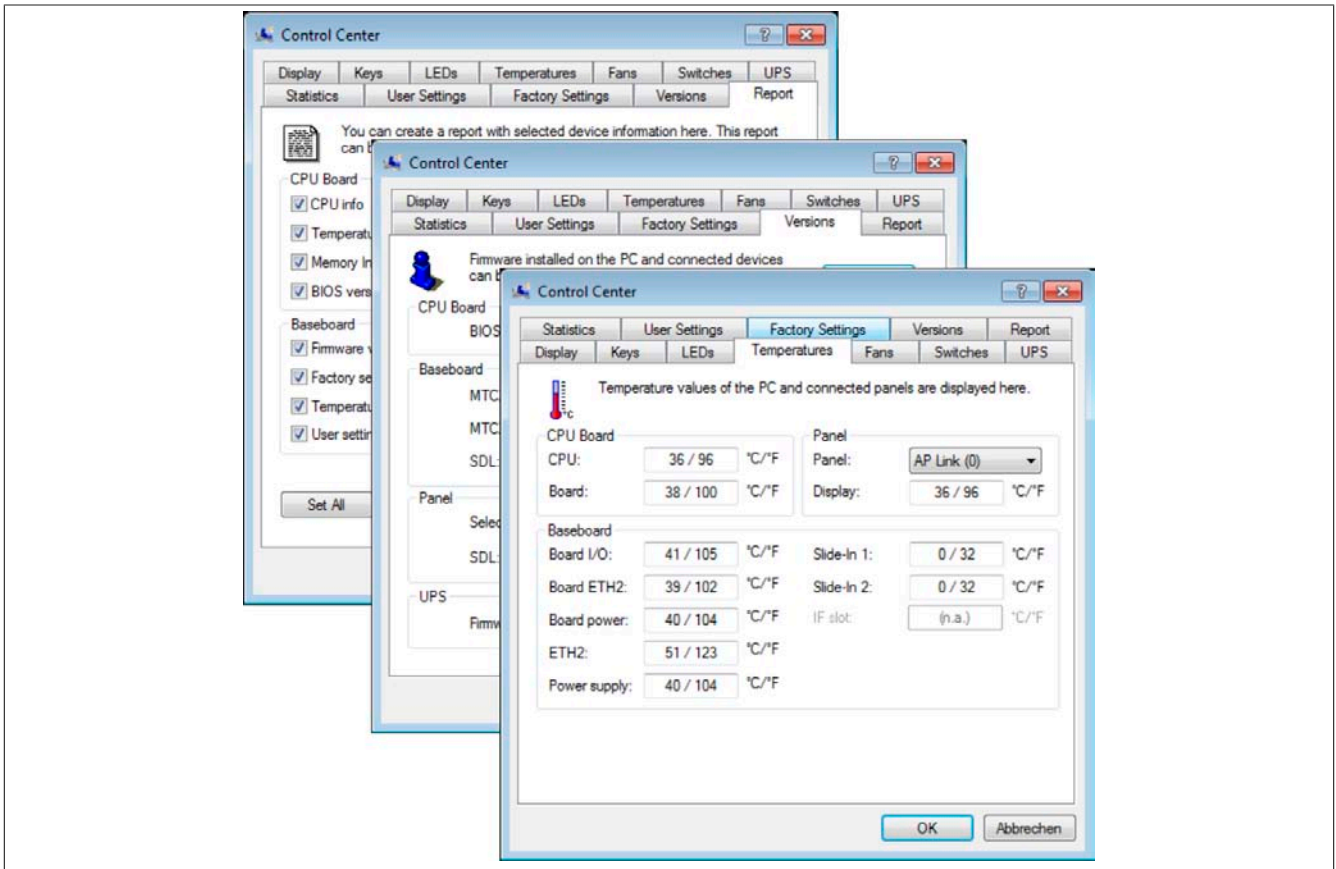 Control Center
Display Keys LEDs Temperatures Fans Switches UPS
Statistics User Settings Factory Settings Versions Report
You can create a report with selected device information here. This report
can
CPU Board
CPU info
Memory
BIOS
Baseboard
Firmware
Factory
User
Set All
Control Center
Display Keys LEDs Temperatures Fans Switches UPS
Statistics User Settings Factory Settings Versions Report
Firmware installed on the PC and connected devices
can
CPU Board
BIOS
Baseboard
MTC
MTC
SDL:
Panel
SDL:
UPS
Control Center
Statistics User Settings Factory Settings Versions Report
Display Keys LEDs Temperatures Fans Switches UPS
°C
Temperature values of the PC and connected panels are displayed here.
CPU Board Panel
CPU: 36 / 96 °C/°F Panel: AP Link (0)
Board: 38 / 100 °C/°F Display: 36 / 96 °C/°F
Baseboard
Board I/O: 41 / 105 °C/°F Slide-In 1: 0 / 32 °C/°F
Board ETH2: 39 / 102 °C/°F Slide-In 2: 0 / 32 °C/°F
Board power: 40 / 104 °C/°F IF slot: (n.a.) °C/°F
ETH2: 51 / 123 °C/°F
Power supply: 40 / 104 °C/°F
OK Abbrechen